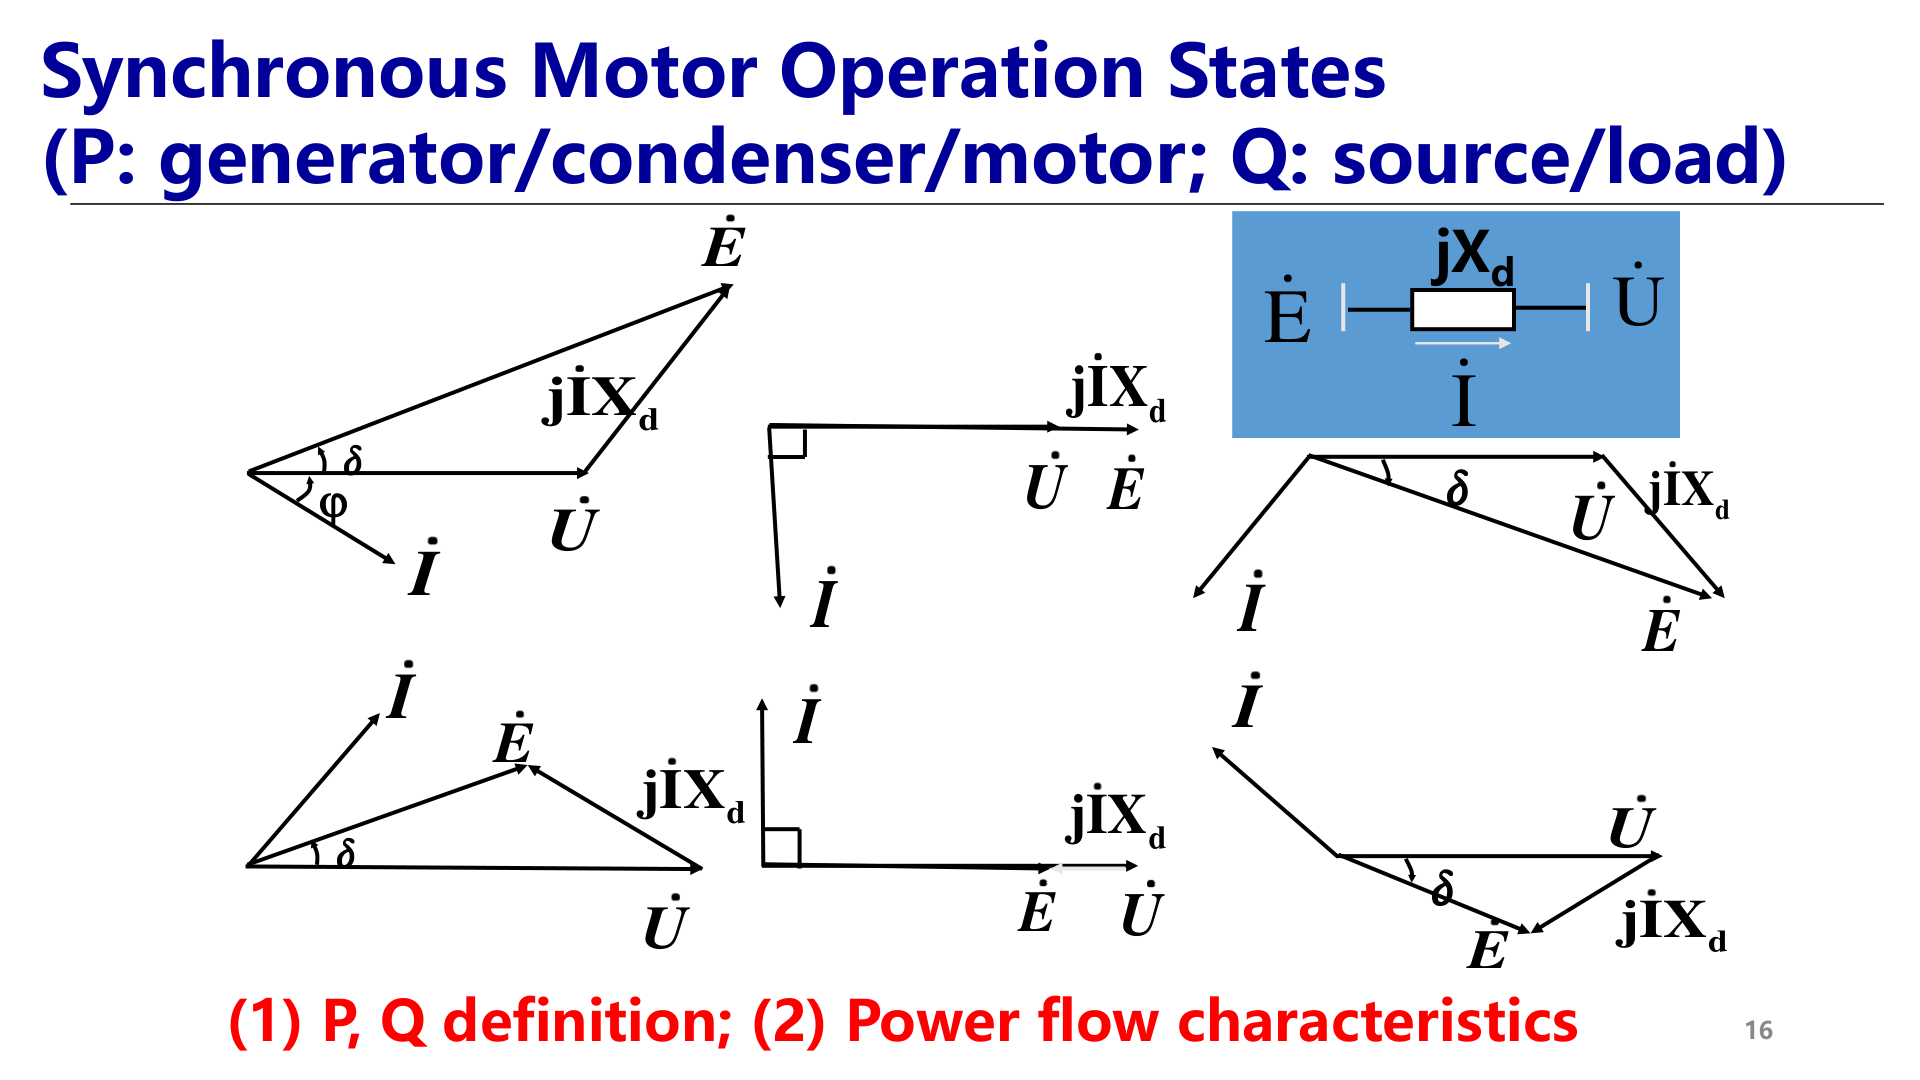 Synchronous Motor Operation States
(P: generator/condenser/motor; Q: source/load)
Ė
jİX_d
δ
φ
U̇
İ
jİX_d
U̇ Ė
İ
jX_d
Ė U̇
İ
δ
U̇
jİX_d
İ
Ė
İ
Ė
jİX_d
δ
U̇
İ
jİX_d
Ė U̇
İ
U̇
δ
jİX_d
Ė
(1) P, Q definition; (2) Power flow characteristics
16